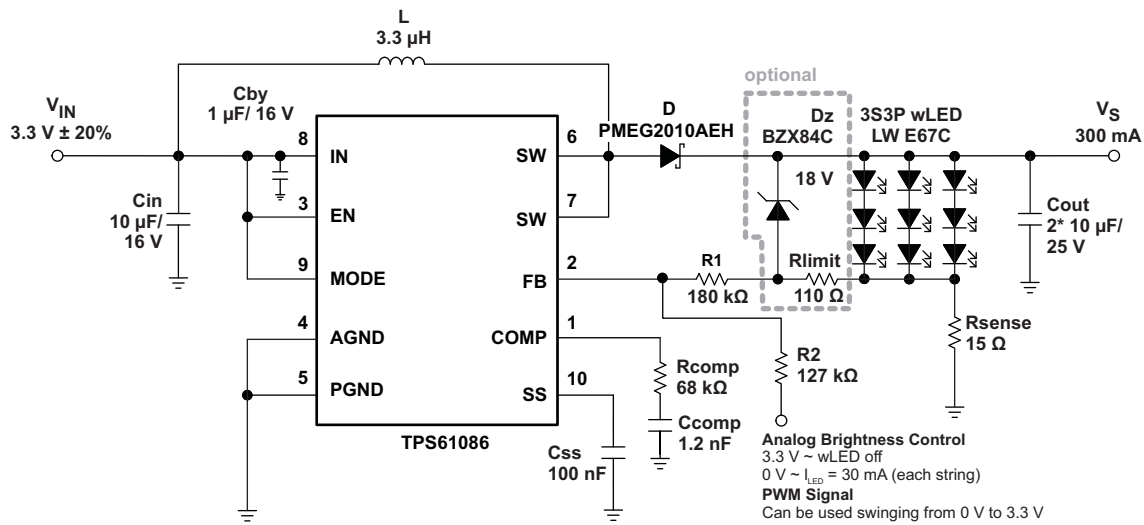 L
3.3 µH
optional
VIN
3.3 V ± 20%
Cby
1 µF/ 16 V
D
PMEG2010AEH
Dz
BZX84C
18 V
3S3P wLED
LW E67C
VS
300 mA
8
IN
SW
6
Cin
10 µF/
16 V
3
EN
SW
7
Cout
2* 10 µF/
25 V
9
MODE
FB
2
R1
180 kΩ
Rlimit
110 Ω
4
AGND
COMP
1
Rsense
15 Ω
Rcomp
68 kΩ
R2
127 kΩ
5
PGND
SS
10
Ccomp
1.2 nF
TPS61086
Css
100 nF
Analog Brightness Control
3.3 V ~ wLED off
0 V ~ ILED = 30 mA (each string)
PWM Signal
Can be used swinging from 0 V to 3.3 V